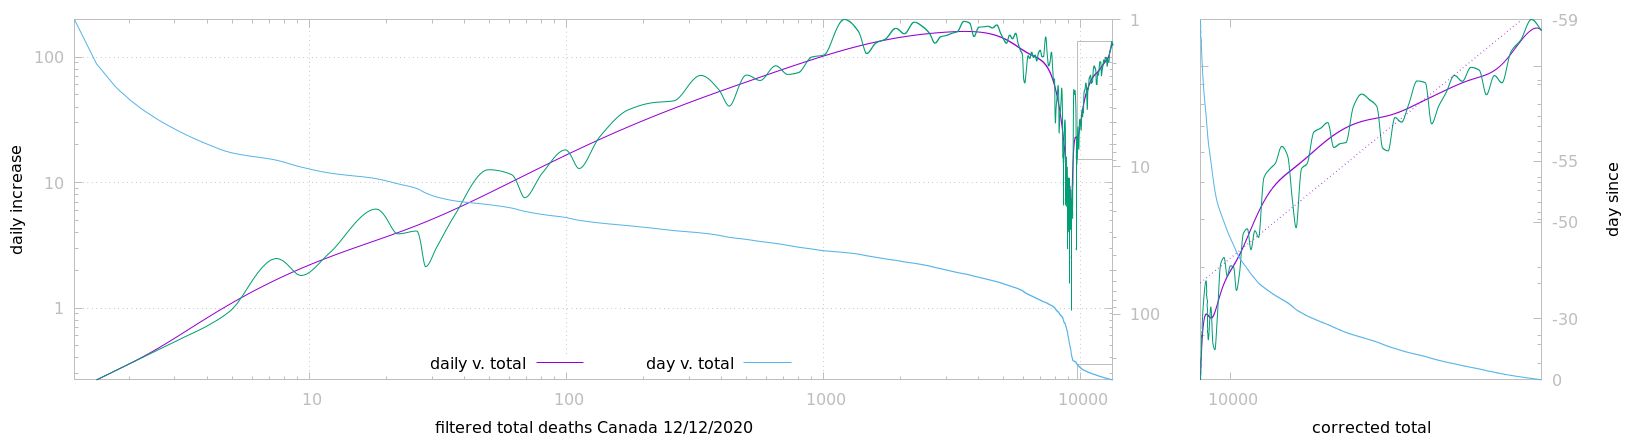 daily increase
100
10
1
daily v. total
day v. total
10
100
1000
10000
filtered total deaths Canada 12/12/2020
1
10
100
10000
corrected total
-59
-55
-50
-30
0
day since